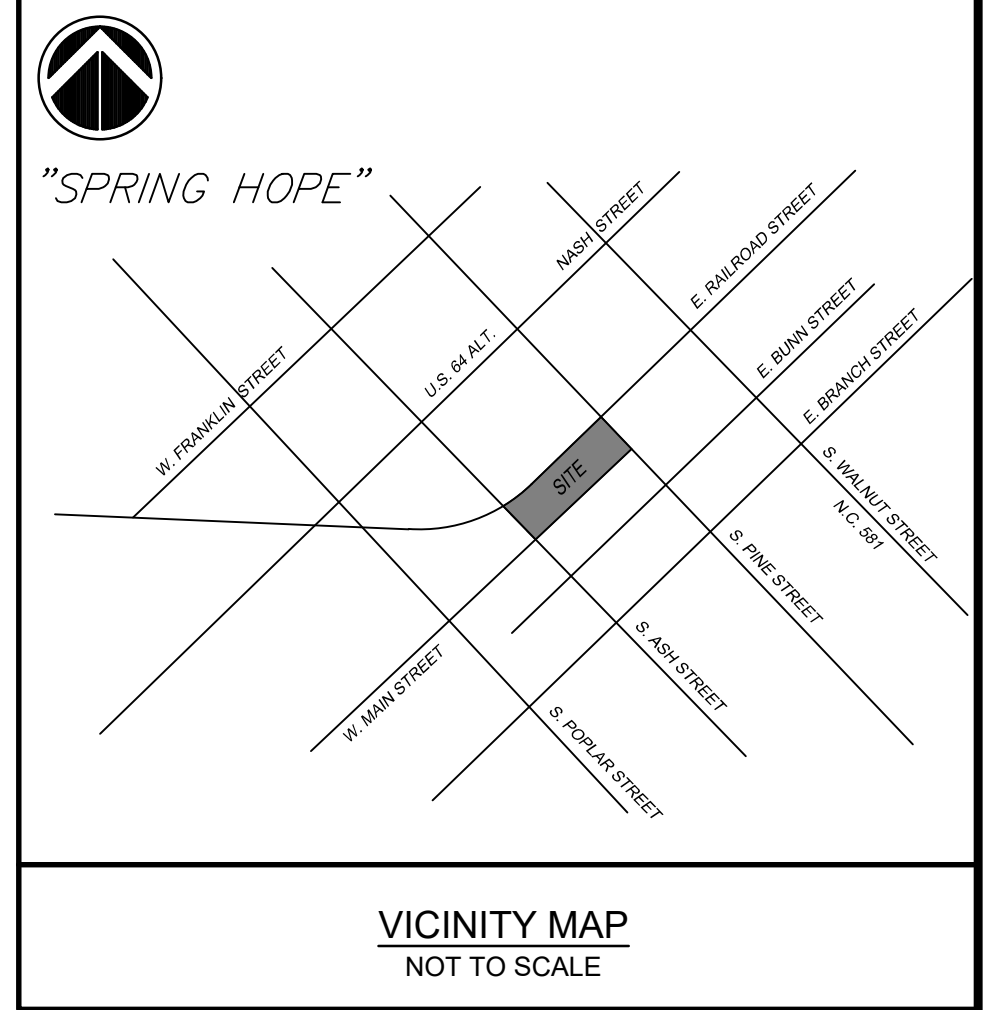 ”SPRING HOPE”
NASH STREET
E. RAILROAD STREET
U.S. 64 ALT.
E. BUNN STREET
W. FRANKLIN STREET
E. BRANCH STREET
SITE
S. WALNUT STREET
N.C. 581
S. PINE STREET
S. ASH STREET
W. MAIN STREET
S. POPLAR STREET
VICINITY MAP
NOT TO SCALE